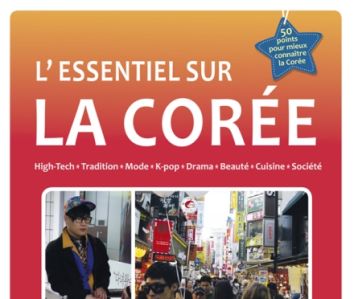 50
points
pour mieux
connaître
la Corée
L'ESSENTIEL SUR
LA CORÉE
High-Tech • Tradition • Mode • K-pop • Drama • Beauté • Cuisine • Société